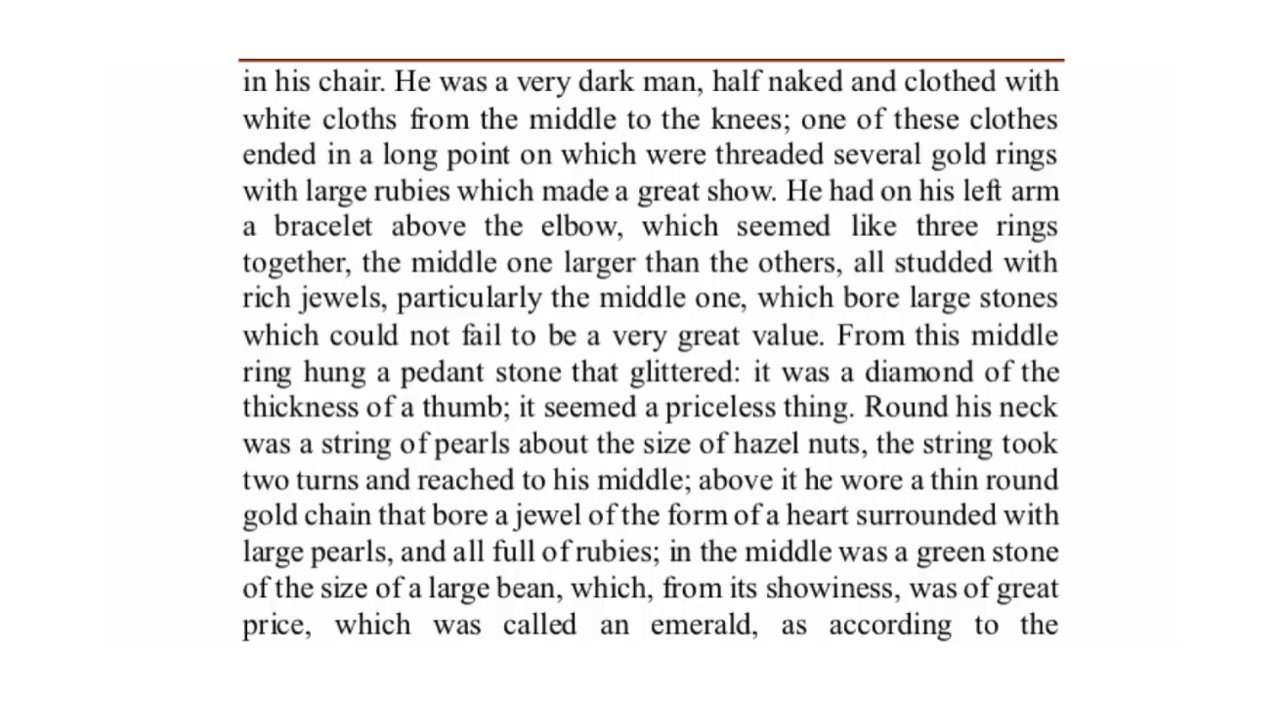 in his chair. He was a very dark man, half naked and clothed with
white cloths from the middle to the knees; one of these clothes
ended in a long point on which were threaded several gold rings
with large rubies which made a great show. He had on his left arm
a bracelet above the elbow, which seemed like three rings
together, the middle one larger than the others, all studded with
rich jewels, particularly the middle one, which bore large stones
which could not fail to be a very great value. From this middle
ring hung a pedant stone that glittered: it was a diamond of the
thickness of a thumb; it seemed a priceless thing. Round his neck
was a string of pearls about the size of hazel nuts, the string took
two turns and reached to his middle; above it he wore a thin round
gold chain that bore a jewel of the form of a heart surrounded with
large pearls, and all full of rubies; in the middle was a green stone
of the size of a large bean, which, from its showiness, was of great
price, which was called an emerald, as according to the